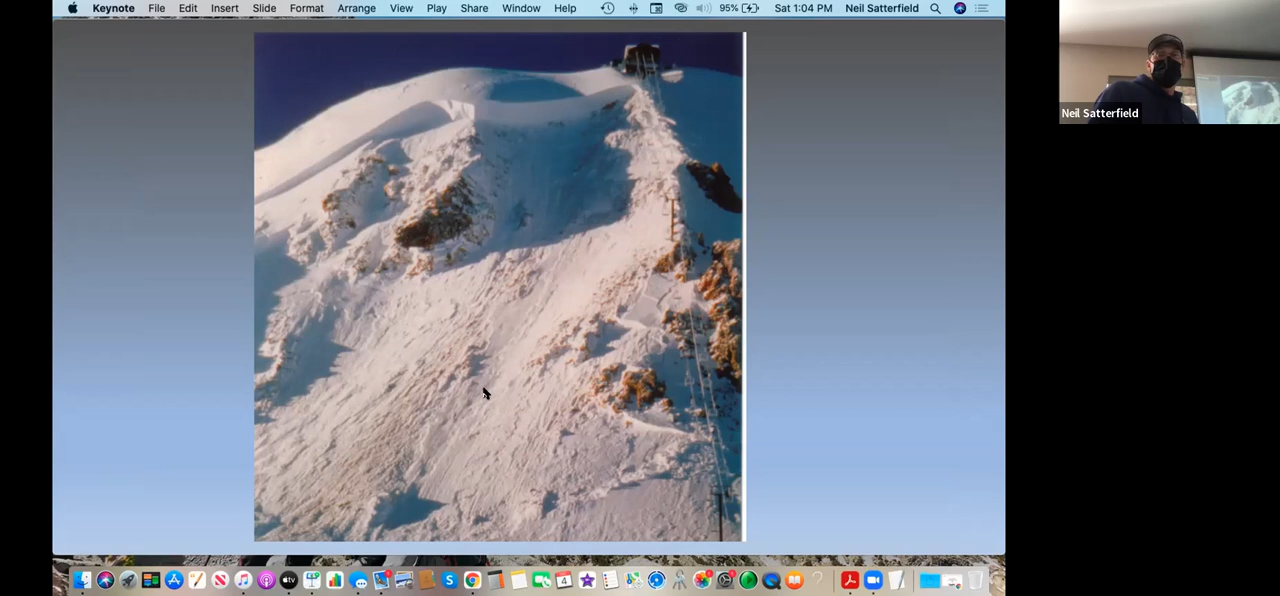 Keynote File Edit Insert Slide Format Arrange View Play Share Window Help 95% Sat 1:04 PM Neil Satterfield
Neil Satterfield